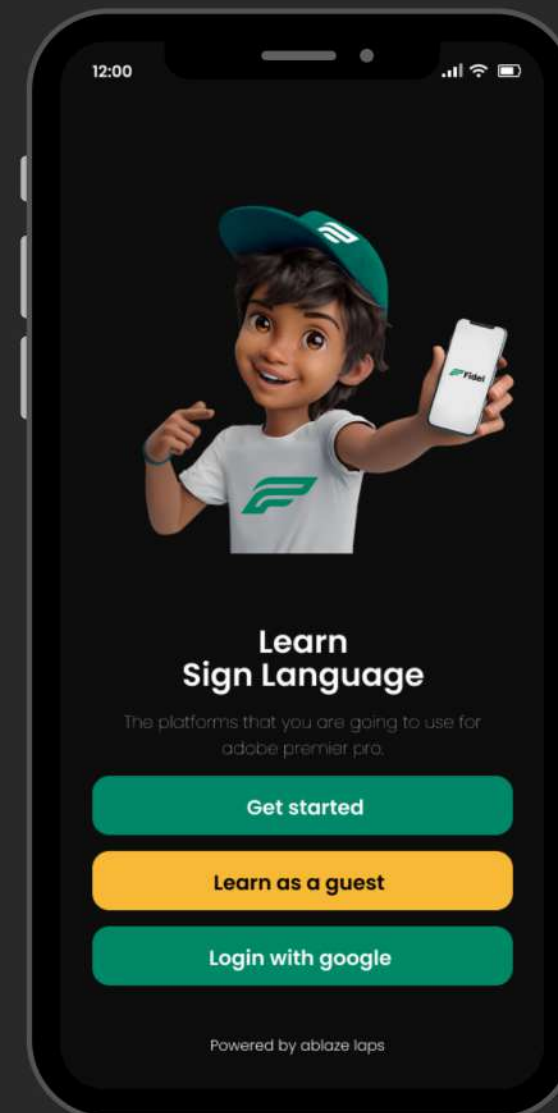 12:00
Fidel
Learn
Sign Language
The platforms that you are going to use for
adobe premier pro.
Get started
Learn as a guest
Login with google
Powered by ablaze laps